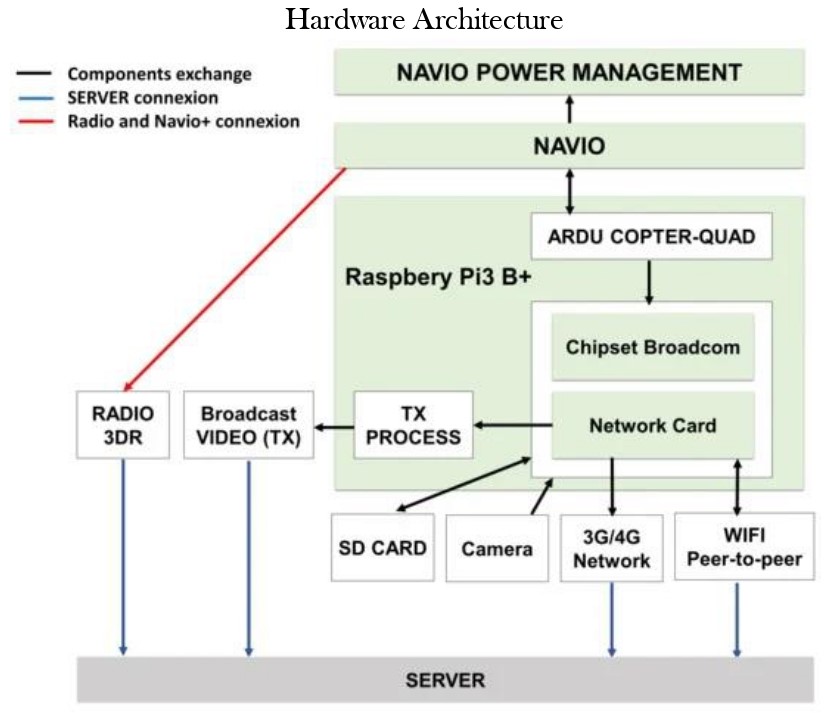 Hardware Architecture
Components exchange
SERVER connexion
Radio and Navio+ connexion
NAVIO POWER MANAGEMENT
NAVIO
ARDU COPTER-QUAD
Raspbery Pi3 B+
Chipset Broadcom
Network Card
TX
PROCESS
Broadcast
VIDEO (TX)
RADIO
3DR
SD CARD
Camera
3G/4G
Network
WIFI
Peer-to-peer
SERVER